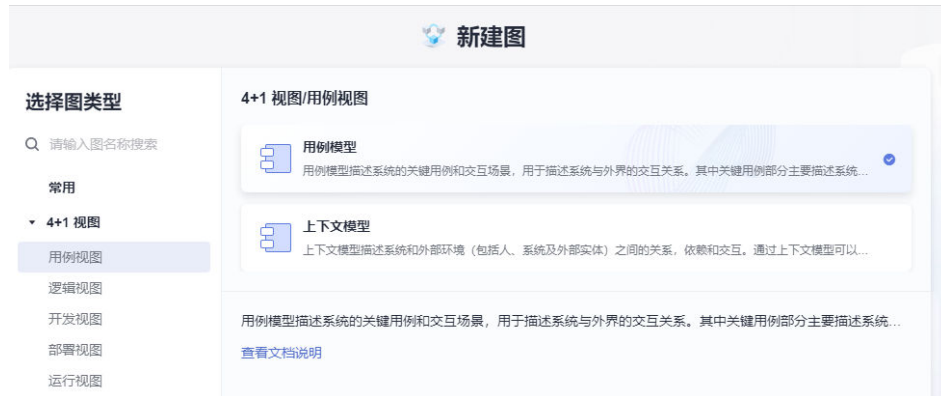 新建图
选择图类型
请输入图名称搜索
常用
4+1 视图
用例视图
逻辑视图
开发视图
部署视图
运行视图
4+1 视图/用例视图
用例模型
用例模型描述系统的关键用例和交互场景，用于描述系统与外界的交互关系。其中关键用例部分主要描述系统...
上下文模型
上下文模型描述系统和外部环境（包括人、系统及外部实体）之间的关系，依赖和交互。通过上下文模型可以...
用例模型描述系统的关键用例和交互场景，用于描述系统与外界的交互关系。其中关键用例部分主要描述系统...
查看文档说明